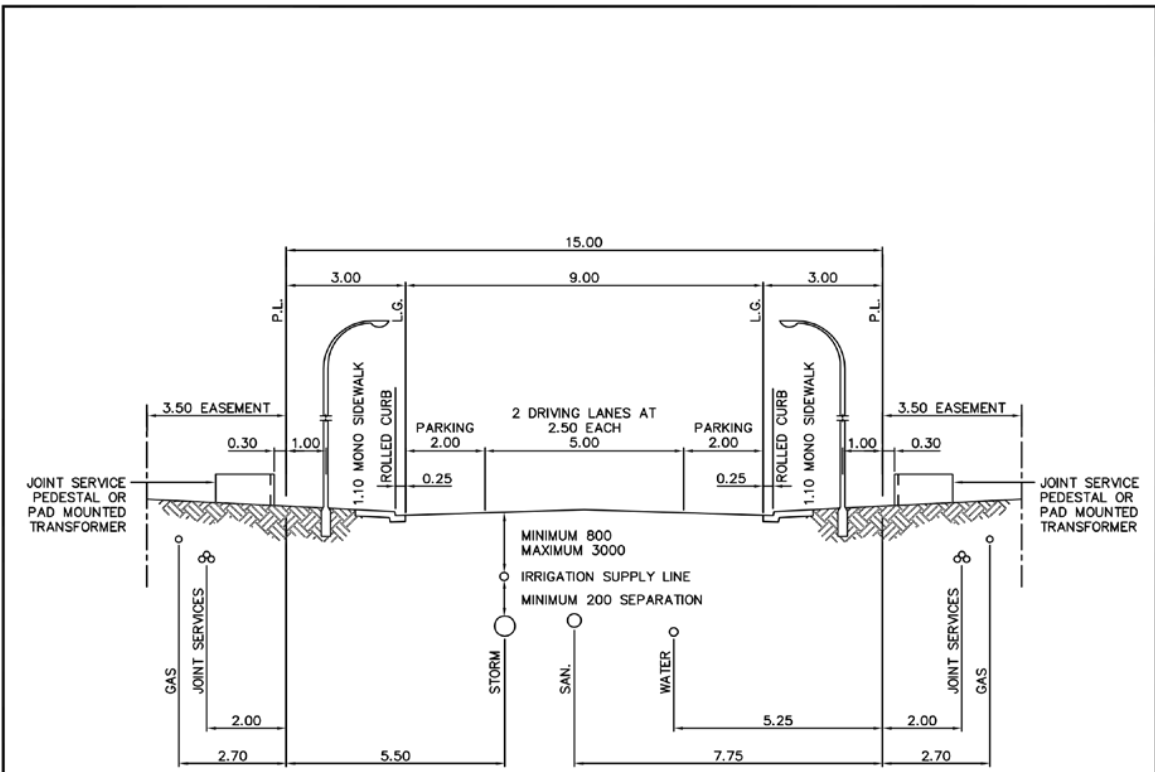 15.00
3.00
9.00
3.00
P.L.
L.G.
L.G.
P.L.
1.10 MONO SIDEWALK
ROLLED CURB
ROLLED CURB
1.10 MONO SIDEWALK
3.50 EASEMENT
3.50 EASEMENT
2 DRIVING LANES AT
2.50 EACH
PARKING
2.00
5.00
PARKING
2.00
0.30
1.00
1.00
0.30
0.25
0.25
JOINT SERVICE
PEDESTAL OR
PAD MOUNTED
TRANSFORMER
JOINT SERVICE
PEDESTAL OR
PAD MOUNTED
TRANSFORMER
MINIMUM 800
MAXIMUM 3000
IRRIGATION SUPPLY LINE
MINIMUM 200 SEPARATION
GAS
JOINT SERVICES
STORM
SAN.
WATER
JOINT SERVICES
GAS
2.00
5.25
2.00
2.70
5.50
7.75
2.70